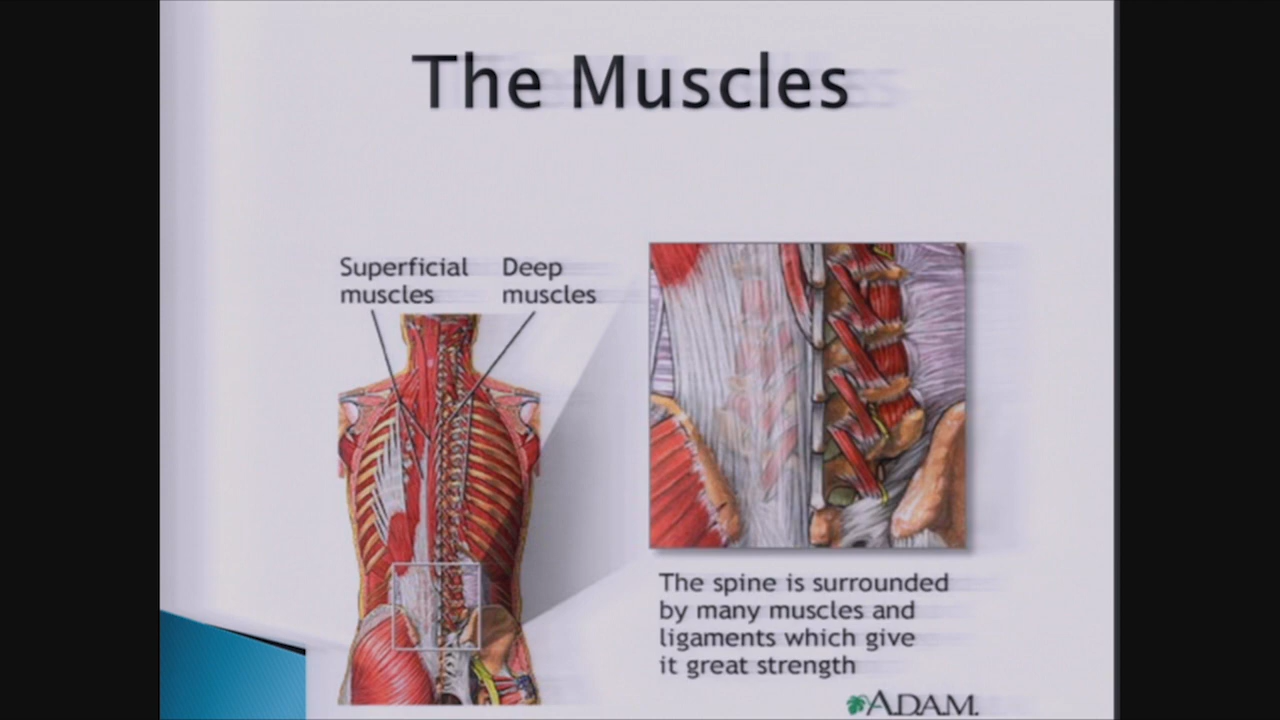 The Muscles
Superficial
muscles
Deep
muscles
The spine is surrounded
by many muscles and
ligaments which give
it great strength
A.D.A.M.